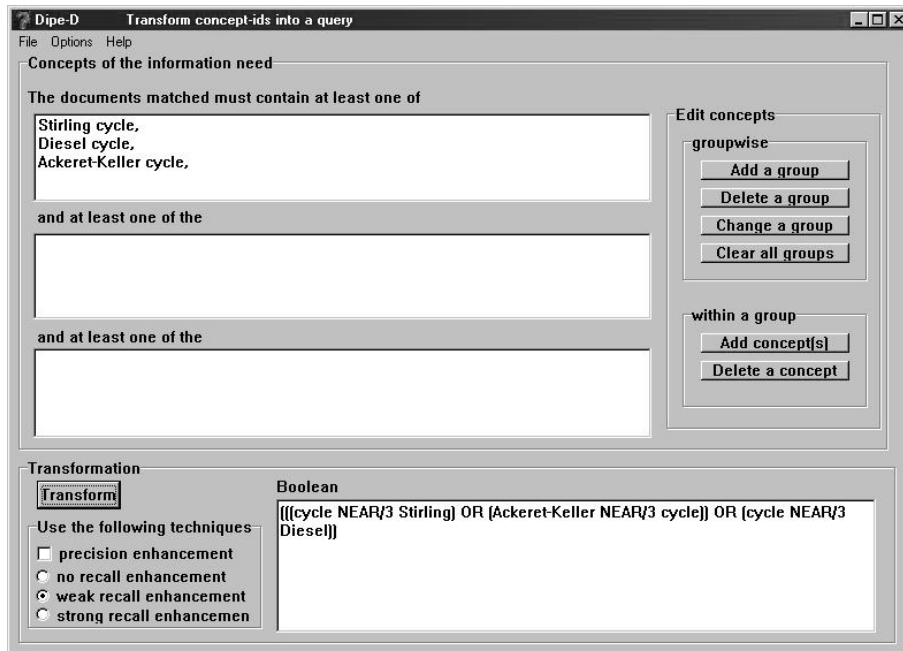 Dipe-D Transform concept-ids into a query
File Options Help
Concepts of the information need
The documents matched must contain at least one of
Stirling cycle,
Diesel cycle,
Ackeret-Keller cycle,
and at least one of the
and at least one of the
Edit concepts
groupwise
Add a group
Delete a group
Change a group
Clear all groups
within a group
Add concept(s)
Delete a concept
Transformation
Transform
Use the following techniques
precision enhancement
no recall enhancement
weak recall enhancement
strong recall enhancemen
Boolean
(((cycle NEAR/3 Stirling) OR (Ackeret-Keller NEAR/3 cycle)) OR (cycle NEAR/3
Diesel))